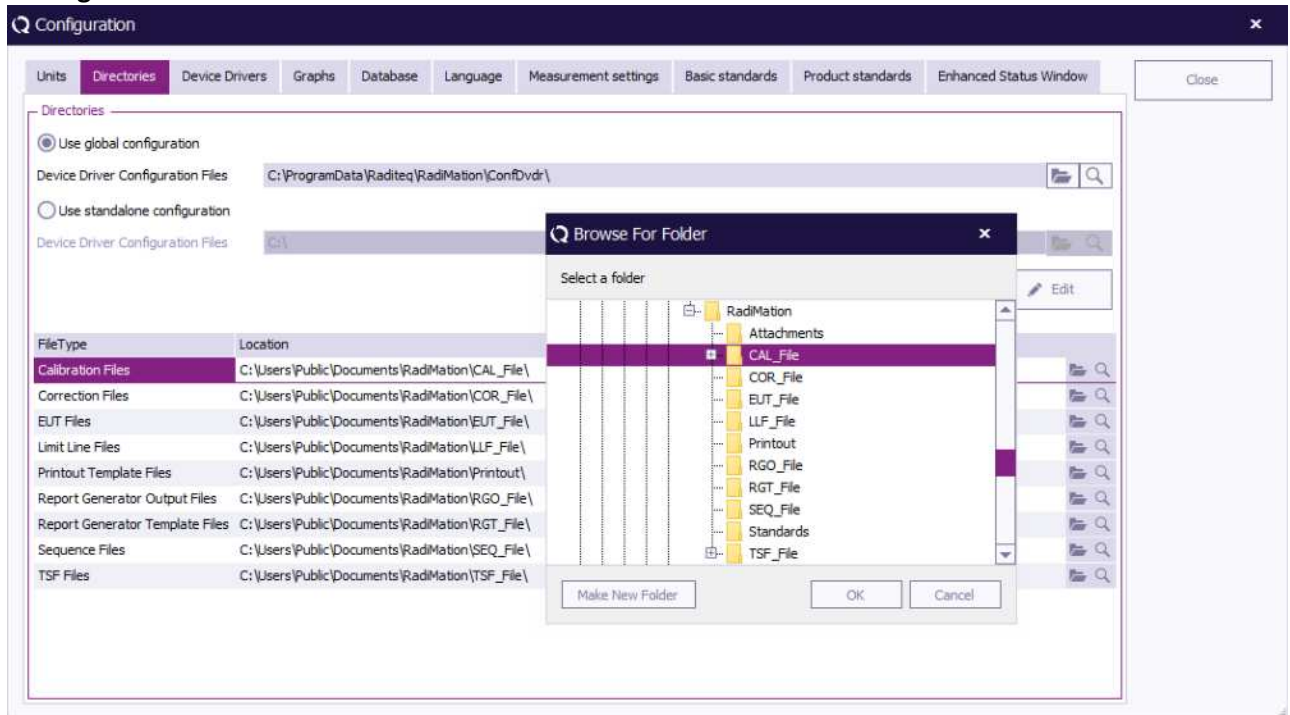 Configuration
Units Directories Device Drivers Graphs Database Language Measurement settings Basic standards Product standards Enhanced Status Window
Close
Directories
Use global configuration
Device Driver Configuration Files C:\ProgramData\Raditeq\RadiMation\ConfDvdr\
Use standalone configuration
Device Driver Configuration Files C:\
Edit
FileType Location
Calibration Files C:\Users\Public\Documents\RadiMation\CAL_File\
Correction Files C:\Users\Public\Documents\RadiMation\COR_File\
EUT Files C:\Users\Public\Documents\RadiMation\EUT_File\
Limit Line Files C:\Users\Public\Documents\RadiMation\LLF_File\
Printout Template Files C:\Users\Public\Documents\RadiMation\Printout\
Report Generator Output Files C:\Users\Public\Documents\RadiMation\RGO_File\
Report Generator Template Files C:\Users\Public\Documents\RadiMation\RGT_File\
Sequence Files C:\Users\Public\Documents\RadiMation\SEQ_File\
TSF Files C:\Users\Public\Documents\RadiMation\TSF_File\
Browse For Folder
Select a folder
RadiMation
Attachments
CAL_File
COR_File
EUT_File
LLF_File
Printout
RGO_File
RGT_File
SEQ_File
Standards
TSF_File
Make New Folder OK Cancel